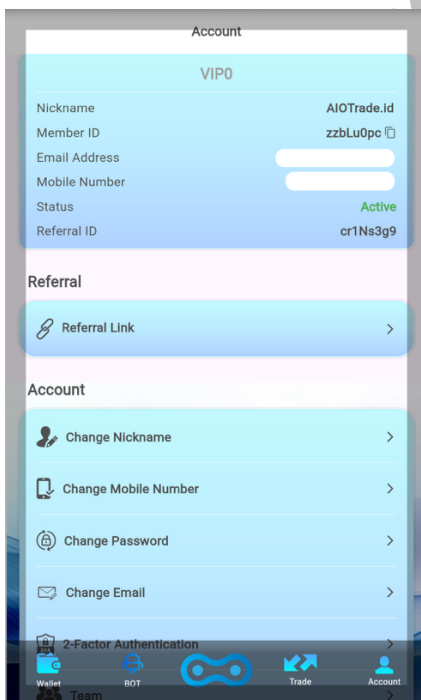 Account
VIP0
Nickname AIOTrade.id
Member ID zzbLu0pc
Email Address
Mobile Number
Status Active
Referral ID cr1Ns3g9
Referral
Referral Link
Account
Change Nickname
Change Mobile Number
Change Password
Change Email
2-Factor Authentication
Wallet BOT Trade Account
Team